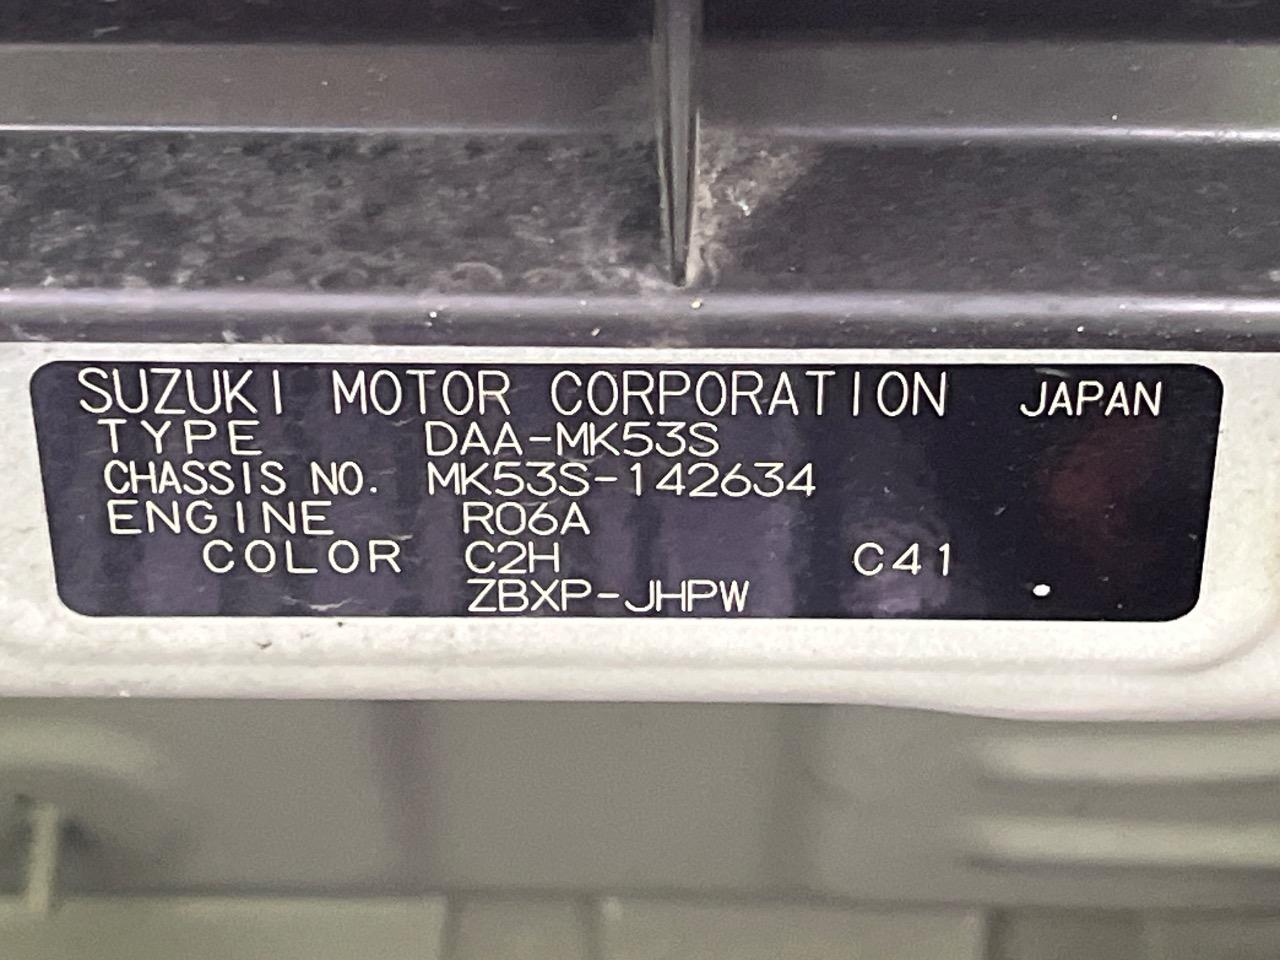 SUZUKI MOTOR CORPORATION JAPAN
TYPE DAA-MK53S
CHASSIS NO. MK53S-142634
ENGINE R06A
COLOR C2H C41
ZBXP-JHPW